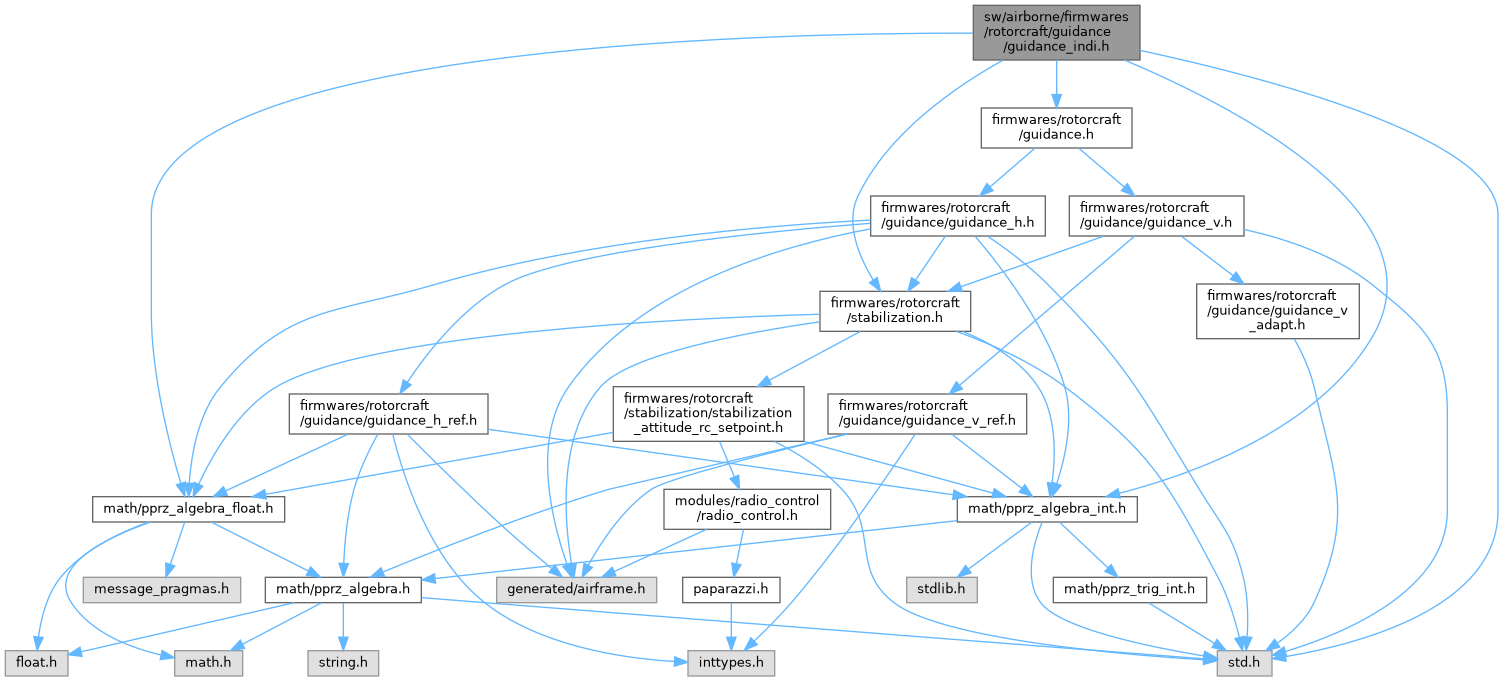 sw/airborne/firmwares
/rotorcraft/guidance
/guidance_indi.h
firmwares/rotorcraft
/guidance.h
firmwares/rotorcraft
/guidance/guidance_h.h
firmwares/rotorcraft
/guidance/guidance_v.h
firmwares/rotorcraft
/stabilization.h
firmwares/rotorcraft
/guidance/guidance_v
_adapt.h
firmwares/rotorcraft
/guidance/guidance_h_ref.h
firmwares/rotorcraft
/stabilization/stabilization
_attitude_rc_setpoint.h
firmwares/rotorcraft
/guidance/guidance_v_ref.h
math/pprz_algebra_float.h
modules/radio_control
/radio_control.h
math/pprz_algebra_int.h
message_pragmas.h
math/pprz_algebra.h
generated/airframe.h
paparazzi.h
stdlib.h
math/pprz_trig_int.h
float.h
math.h
string.h
inttypes.h
std.h